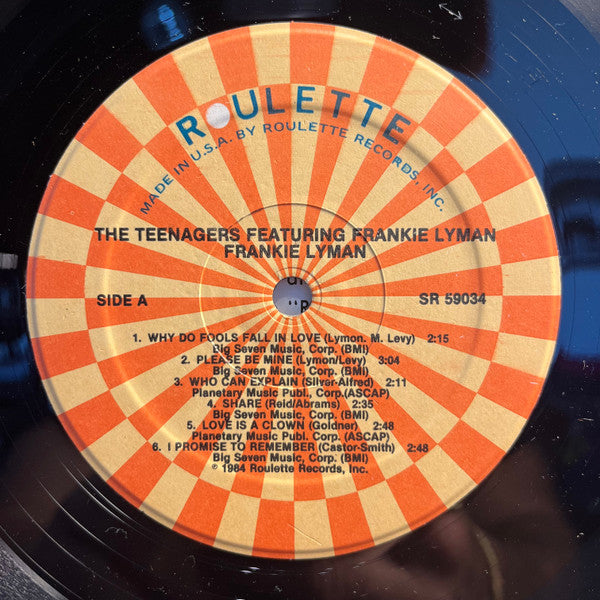 ROULETTE
MADE IN U.S.A. BY ROULETTE RECORDS, INC.
THE TEENAGERS FEATURING FRANKIE LYMAN
FRANKIE LYMAN
SIDE A
SR 59034
1. WHY DO FOOLS FALL IN LOVE (Lymon. M. Levy) 2:15
Big Seven Music, Corp. (BMI)
2. PLEASE BE MINE (Lymon/Levy) 3:04
Big Seven Music, Corp. (BMI)
3. WHO CAN EXPLAIN (Silver-Alfred) 2:11
Planetary Music Publ., Corp.(ASCAP)
4. SHARE (Reid/Abrams) 2:35
Big Seven Music, Corp. (BMI)
5. LOVE IS A CLOWN (Goldner) 2:48
Planetary Music Publ. Corp. (ASCAP)
6. I PROMISE TO REMEMBER (Castor-Smith) 2:48
Big Seven Music, Corp. (BMI)
℗ 1984 Roulette Records, Inc.